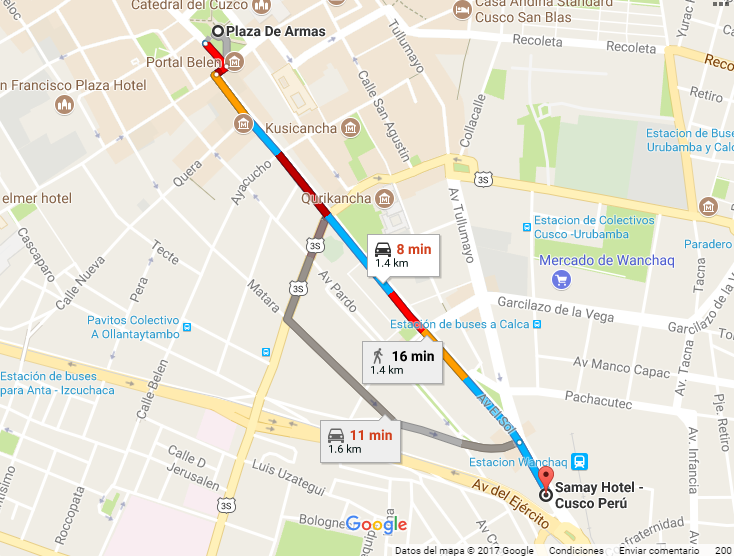 Catedral del Cuzco
Casa Andina Standard
Cusco San Blas
Plaza De Armas
Tullumayo
Recoleta
Recoleta
Portal Belen
n Francisco Plaza Hotel
Calle San Agustín
Collacalle
Retiro
Kusicancha
Estacion de Buses
Urubamba y Calc
Quera
Ayacucho
elmer hotel
Qurikancha
3S
Av Tullumayo
Estacion de Colectivos
Cusco -Urubamba
Paradero
Cascaparo
Tecte
3S
8 min
1.4 km
Mercado de Wanchaq
Calle Nueva
Pera
Matara
3S
Av Pardo
Tacna
Garcilazo de la Vega
Garcilazo
Pavitos Colectivo
A Ollantaytambo
Estación de buses a Calca
16 min
1.4 km
Av Manco Capac
Av. Tacna
Estación de buses
para Anta - Izcuchaca
Calle Belen
Pachacutec
Pje. Retiro
Av El Sol
11 min
1.6 km
Av. Infancia
Calle D
Jerusalen
Luis Uzategui
Estacion Wanchaq
Samay Hotel -
Cusco Perú
Av del Ejército
Roccopata
3S
Bologne
Google
fraternidad
Datos del mapa © 2017 Google
Condiciones
Enviar comentario
200